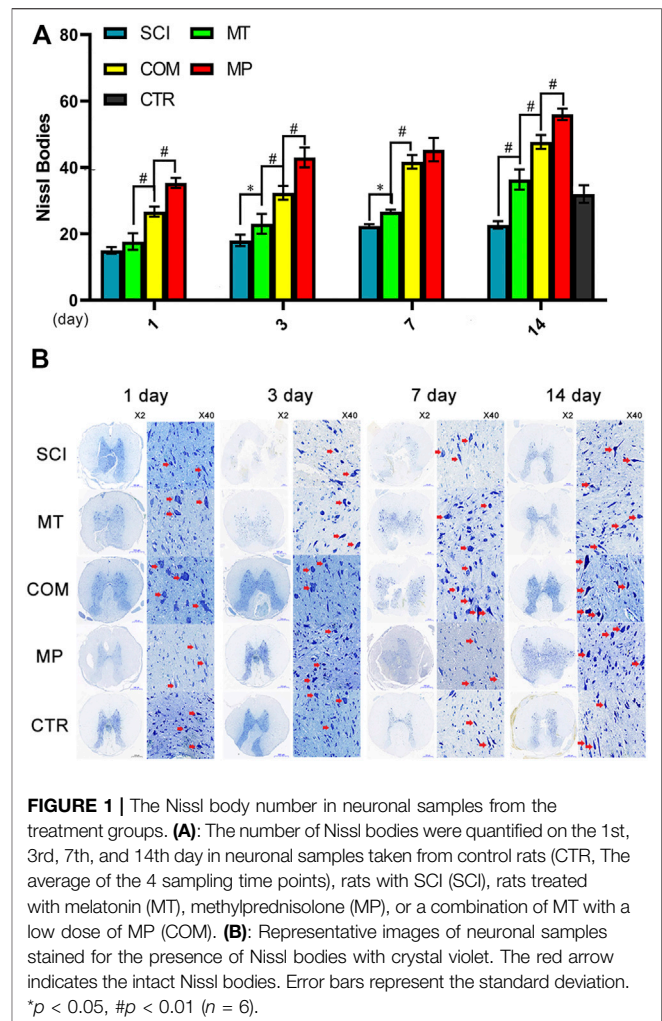 A
80
60
40
20
0
Nissl Bodies
SCI
MT
COM
MP
CTR
#
#
*
#
#
*
#
#
#
#
(day)
1
3
7
14
B
1 day
3 day
7 day
14 day
X2
X40
X2
X40
X2
X40
X2
X40
SCI
MT
COM
MP
CTR
FIGURE 1 | The Nissl body number in neuronal samples from the
treatment groups. (A): The number of Nissl bodies were quantified on the 1st,
3rd, 7th, and 14th day in neuronal samples taken from control rats (CTR, The
average of the 4 sampling time points), rats with SCI (SCI), rats treated
with melatonin (MT), methylprednisolone (MP), or a combination of MT with a
low dose of MP (COM). (B): Representative images of neuronal samples
stained for the presence of Nissl bodies with crystal violet. The red arrow
indicates the intact Nissl bodies. Error bars represent the standard deviation.
*p < 0.05, #p < 0.01 (n = 6).